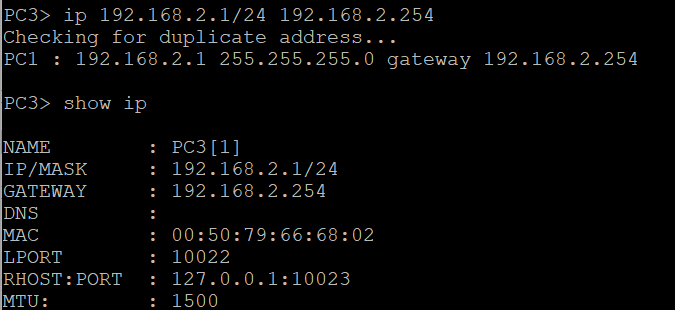 PC3> ip 192.168.2.1/24 192.168.2.254
Checking for duplicate address...
PC1 : 192.168.2.1 255.255.255.0 gateway 192.168.2.254
PC3> show ip
NAME        : PC3[1]
IP/MASK     : 192.168.2.1/24
GATEWAY     : 192.168.2.254
DNS         :
MAC         : 00:50:79:66:68:02
LPORT       : 10022
RHOST:PORT  : 127.0.0.1:10023
MTU:        : 1500